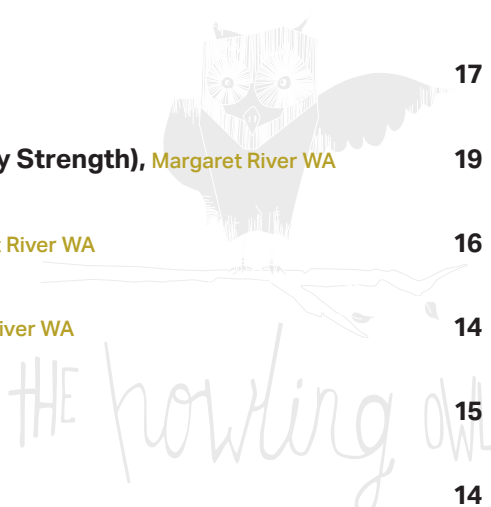 17
y Strength), Margaret River WA 19
River WA 16
iver WA 14
THE howling owl
15
14